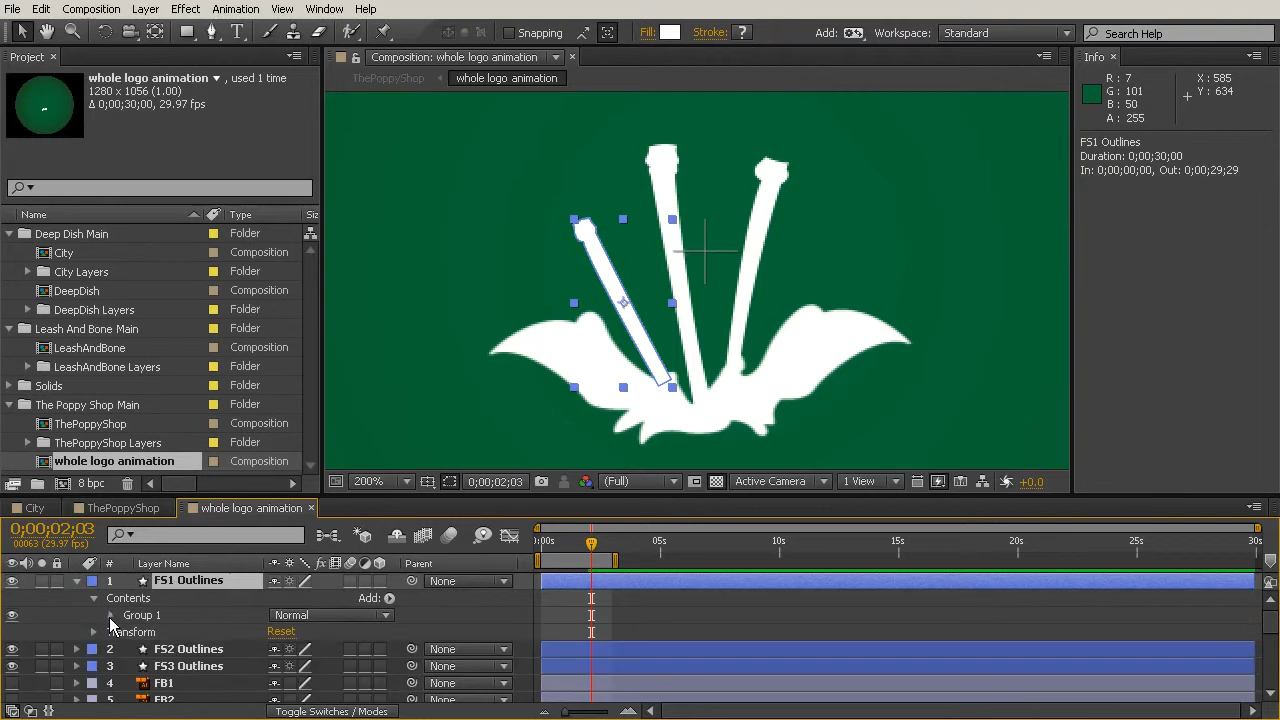 File Edit Composition Layer Effect Animation View Window Help
Snapping Fill: Stroke: ? Add: Workspace: Standard Search Help
Project × Composition: whole logo animation × Info ×
whole logo animation ▼ , used 1 time
1280 x 1056 (1.00)
Δ 0;00;30;00, 29.97 fps
ThePoppyShop whole logo animation
R : 7
G : 101
B : 50
A : 255
X : 585
Y : 634
FS1 Outlines
Duration: 0;00;30;00
In: 0;00;00;00, Out: 0;00;29;29
Name Type Siz
Deep Dish Main Folder
City Composition
City Layers Folder
DeepDish Composition
DeepDish Layers Folder
Leash And Bone Main Folder
LeashAndBone Composition
LeashAndBone Layers Folder
Solids Folder
The Poppy Shop Main Folder
ThePoppyShop Composition
ThePoppyShop Layers Folder
whole logo animation Composition
8 bpc 200% 0;00;02;03 (Full) Active Camera 1 View +0.0
City ThePoppyShop whole logo animation ×
0;00;02;03
00063 (29.97 fps)
:00s 05s 10s 15s 20s 25s 30s
# Layer Name fx Parent
1 FS1 Outlines None
Contents Add:
Group 1 Normal
Transform Reset
2 FS2 Outlines None
3 FS3 Outlines None
4 FB1 None
5 FB2 None
Toggle Switches / Modes